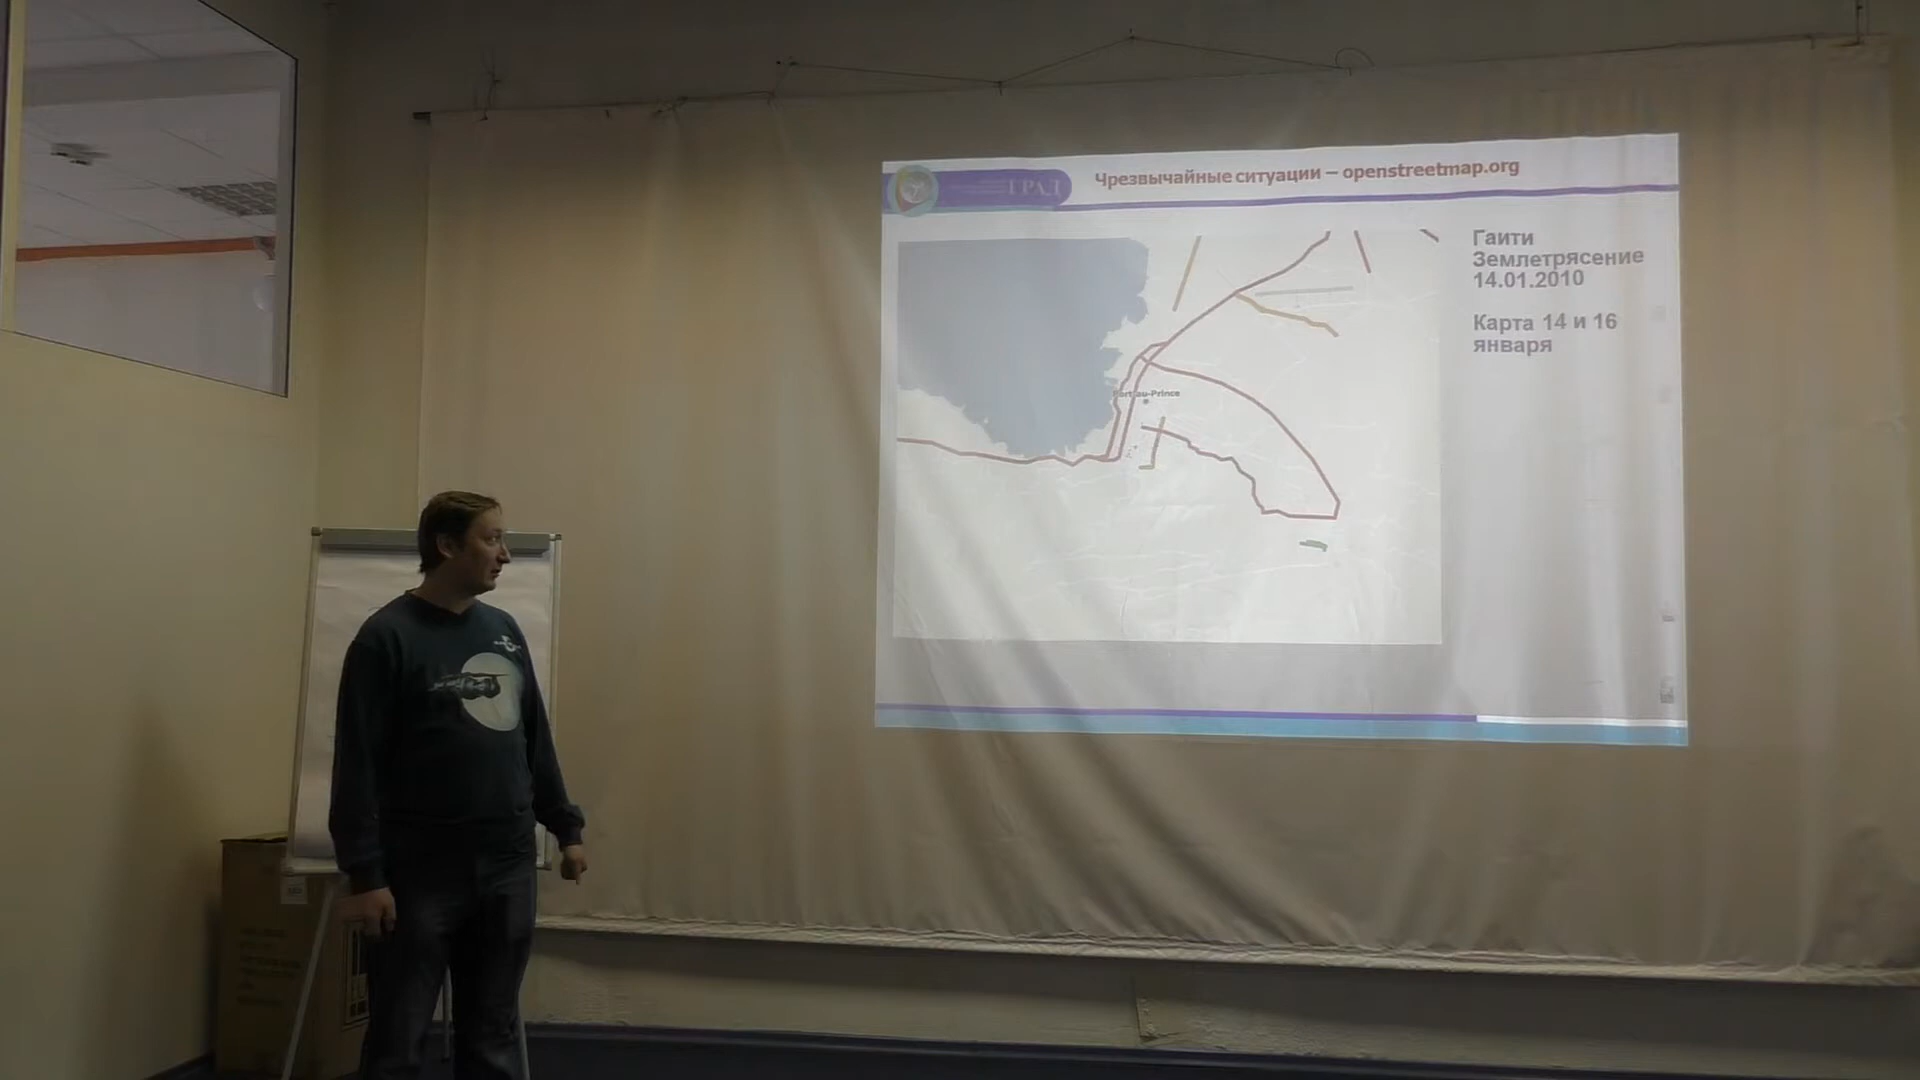 ГРАД
Чрезвычайные ситуации – openstreetmap.org
Гаити
Землетрясение
14.01.2010
Карта 14 и 16
января
Port-au-Prince